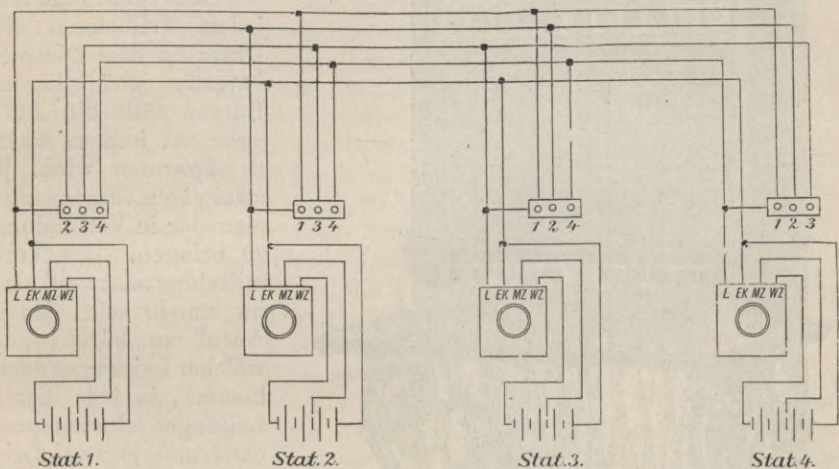 2 3 4
1 3 4
1 2 4
1 2 3
L EK MZ WZ
L EK MZ WZ
L EK MZ WZ
L EK MZ WZ
Stat. 1.
Stat. 2.
Stat. 3.
Stat. 4.